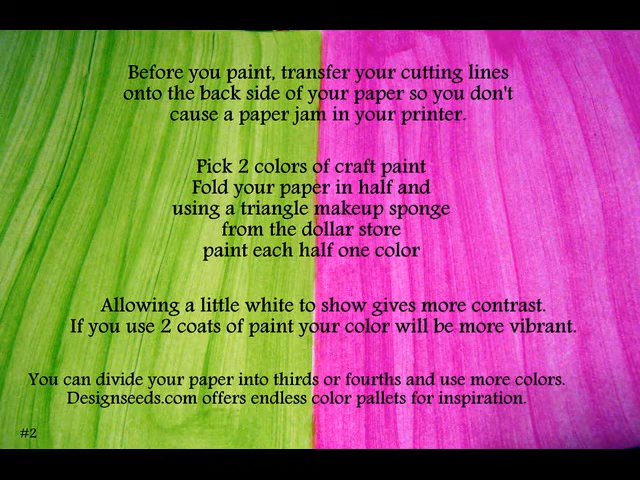 Before you paint, transfer your cutting lines
onto the back side of your paper so you don't
cause a paper jam in your printer.
Pick 2 colors of craft paint
Fold your paper in half and
using a triangle makeup sponge
from the dollar store
paint each half one color
Allowing a little white to show gives more contrast.
If you use 2 coats of paint your color will be more vibrant.
You can divide your paper into thirds or fourths and use more colors.
Designseeds.com offers endless color pallets for inspiration.
#2